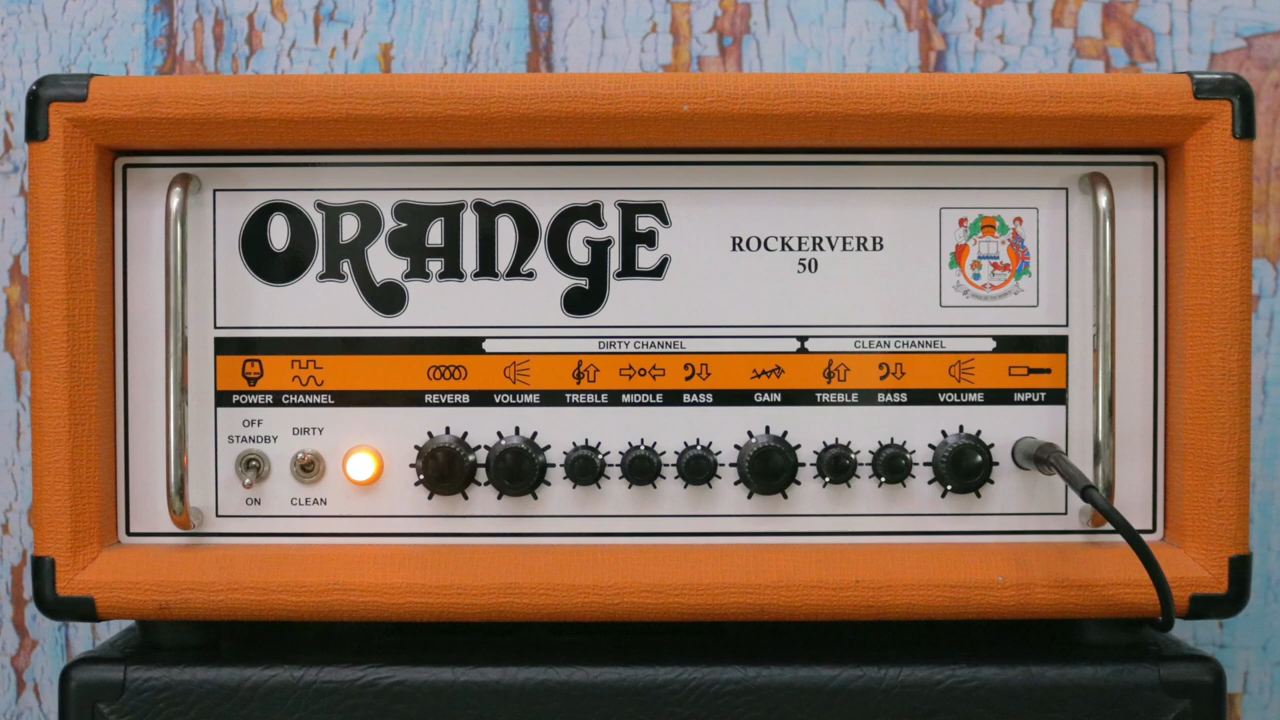 ORANGE
ROCKERVERB
50
DIRTY CHANNEL
CLEAN CHANNEL
POWER CHANNEL REVERB VOLUME TREBLE MIDDLE BASS GAIN TREBLE BASS VOLUME INPUT
OFF
STANDBY
ON
DIRTY
CLEAN